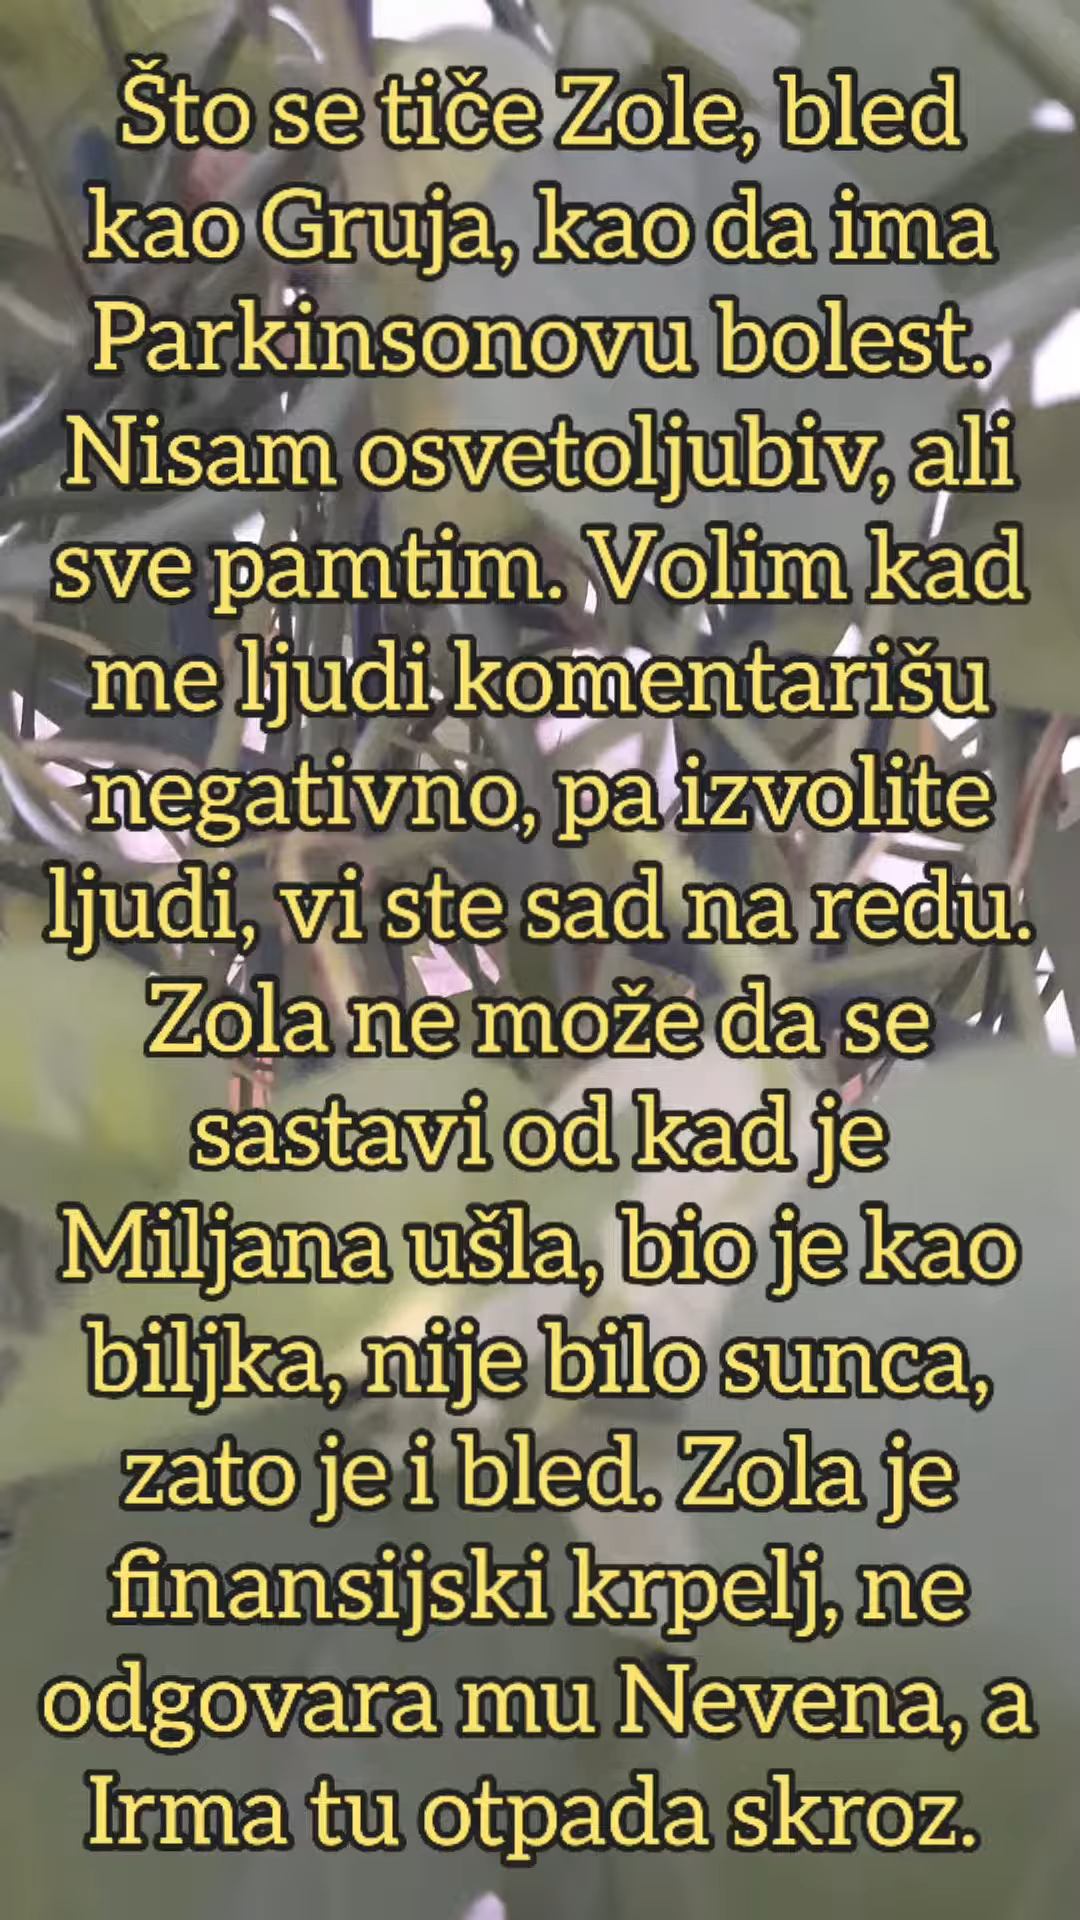 Što se tiče Zole, bled
kao Gruja, kao da ima
Parkinsonovu bolest.
Nisam osvetoljubiv, ali
sve pamtim. Volim kad
me ljudi komentarišu
negativno, pa izvolite
ljudi, vi ste sad na redu.
Zola ne može da se
sastavi od kad je
Miljana ušla, bio je kao
biljka, nije bilo sunca,
zato je i bled. Zola je
finansijski krpelj, ne
odgovara mu Nevena, a
Irma tu otpada skroz.